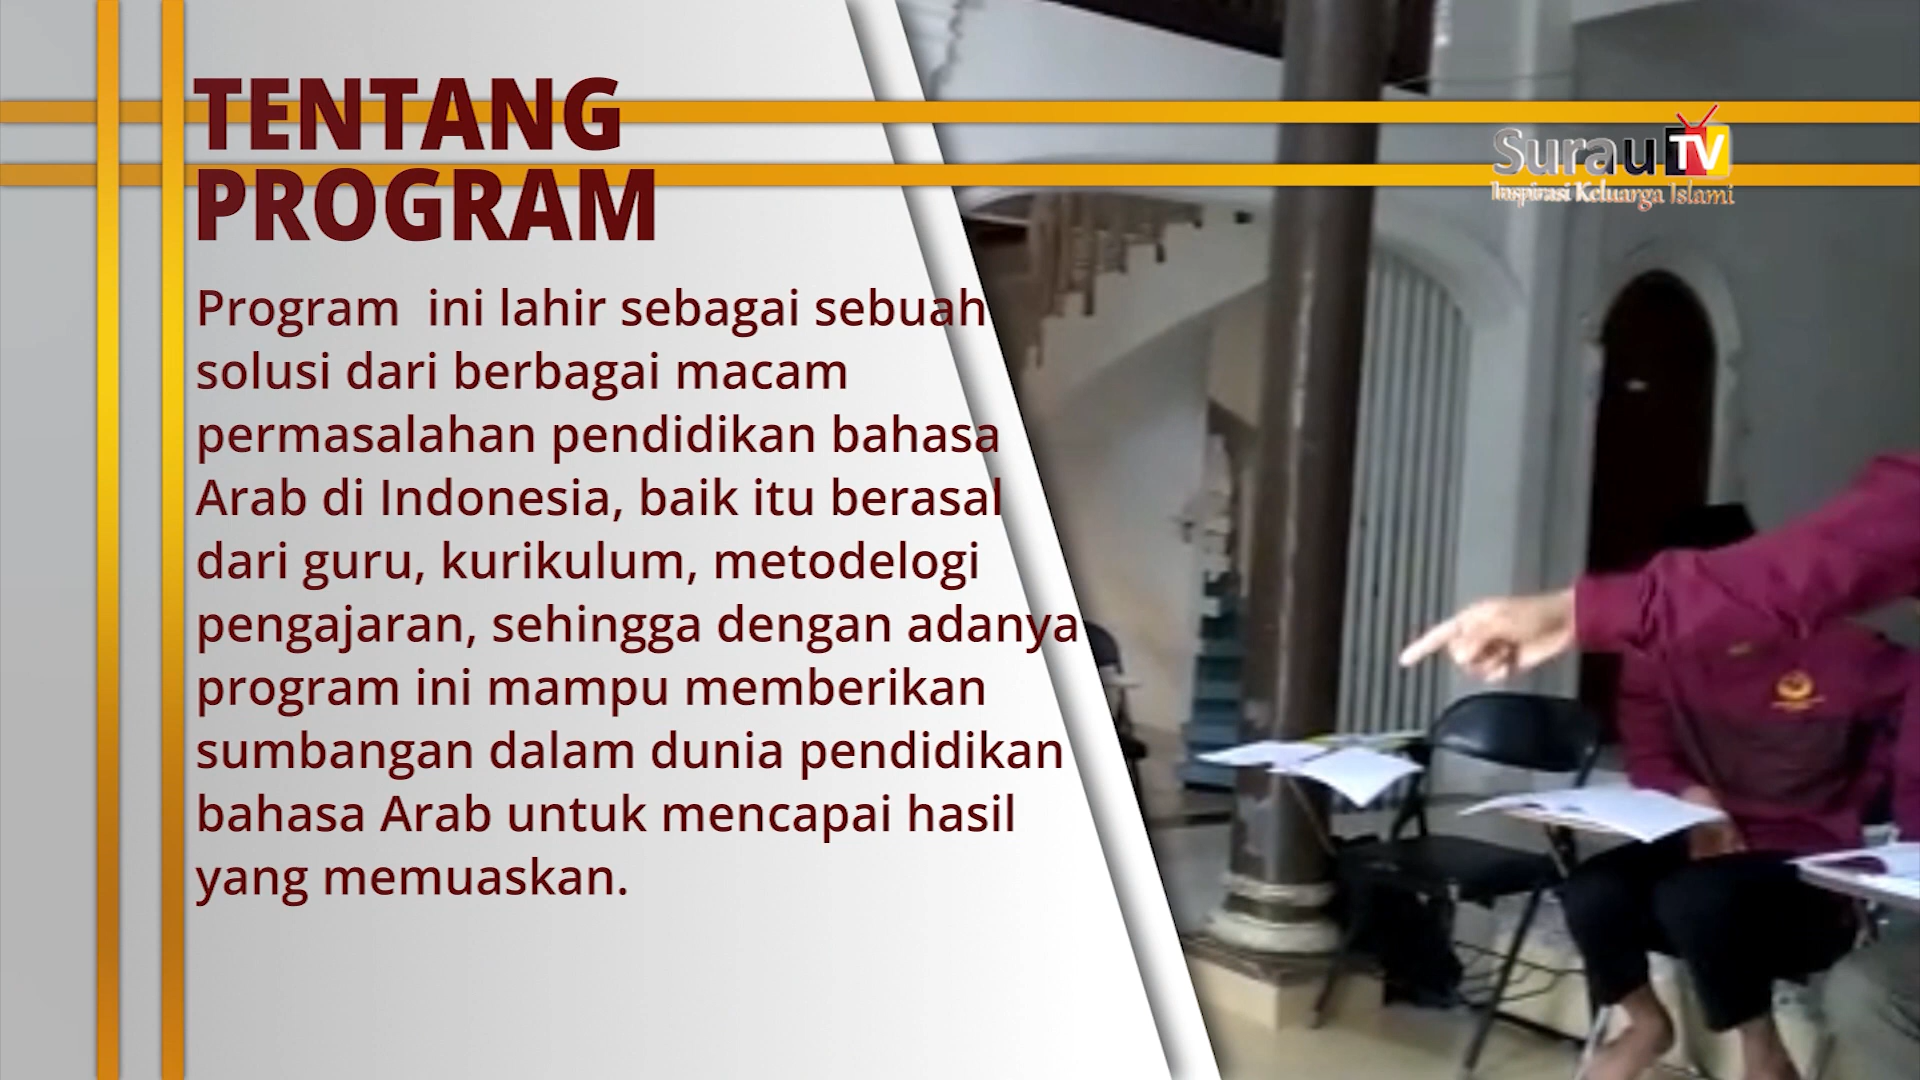 TENTANG
PROGRAM
Program ini lahir sebagai sebuah
solusi dari berbagai macam
permasalahan pendidikan bahasa
Arab di Indonesia, baik itu berasal
dari guru, kurikulum, metodelogi
pengajaran, sehingga dengan adanya
program ini mampu memberikan
sumbangan dalam dunia pendidikan
bahasa Arab untuk mencapai hasil
yang memuaskan.
Surau TV
Inspirasi Keluarga Islami